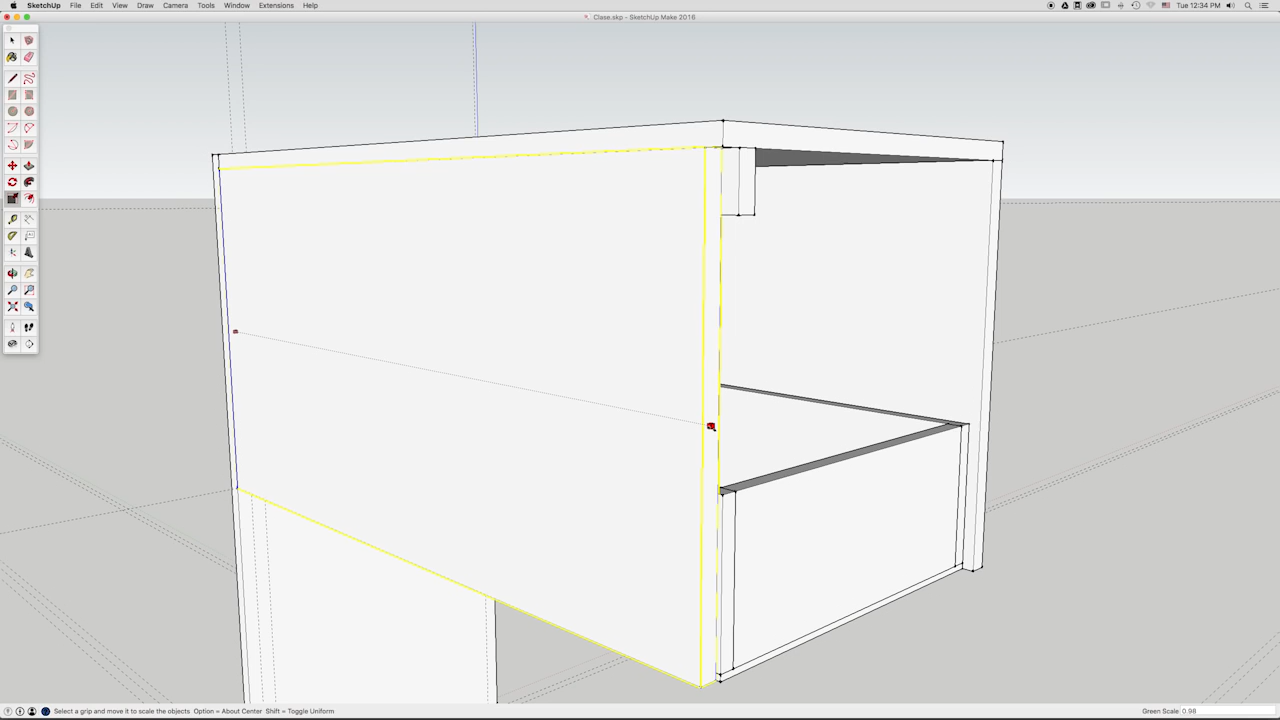 SketchUp File Edit View Draw Camera Tools Window Extensions Help Tue 12:34 PM
Clase.skp - SketchUp Make 2016
Select a grip and move it to scale the objects Option = About Center Shift = Toggle Uniform Green Scale 0.98